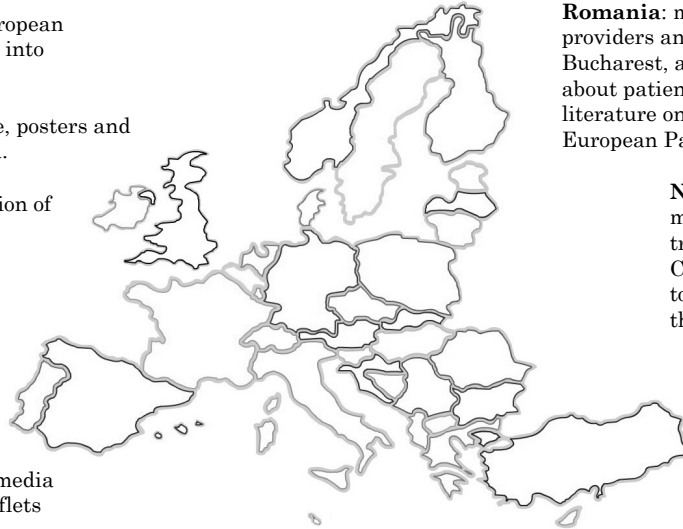 ropean
into
e, posters and
ion of
media
flets
Romania:
providers an
Bucharest, a
about patien
literature on
European Pa
N
m
tr
C
to
th